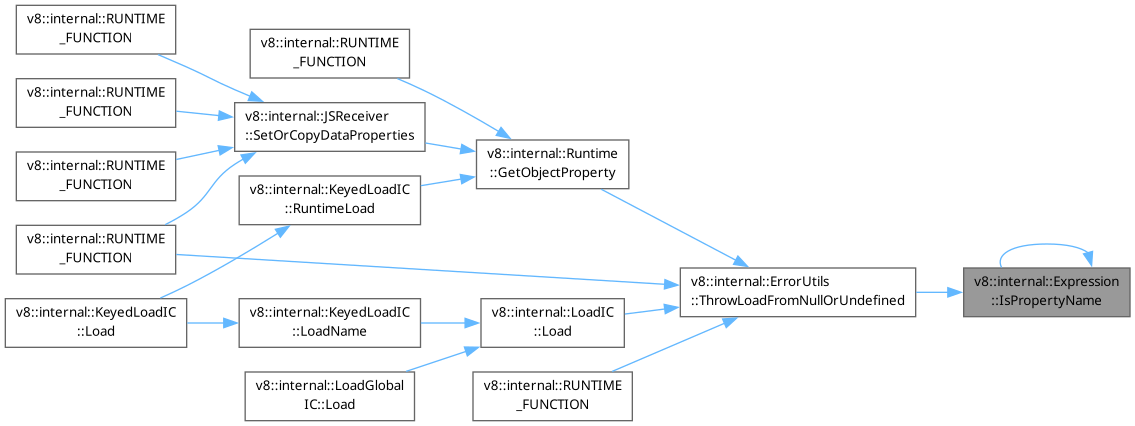 v8::internal::RUNTIME
_FUNCTION
v8::internal::RUNTIME
_FUNCTION
v8::internal::RUNTIME
_FUNCTION
v8::internal::RUNTIME
_FUNCTION
v8::internal::KeyedLoadIC
::Load
v8::internal::RUNTIME
_FUNCTION
v8::internal::JSReceiver
::SetOrCopyDataProperties
v8::internal::KeyedLoadIC
::RuntimeLoad
v8::internal::KeyedLoadIC
::LoadName
v8::internal::LoadGlobal
IC::Load
v8::internal::Runtime
::GetObjectProperty
v8::internal::LoadIC
::Load
v8::internal::RUNTIME
_FUNCTION
v8::internal::ErrorUtils
::ThrowLoadFromNullOrUndefined
v8::internal::Expression
::IsPropertyName